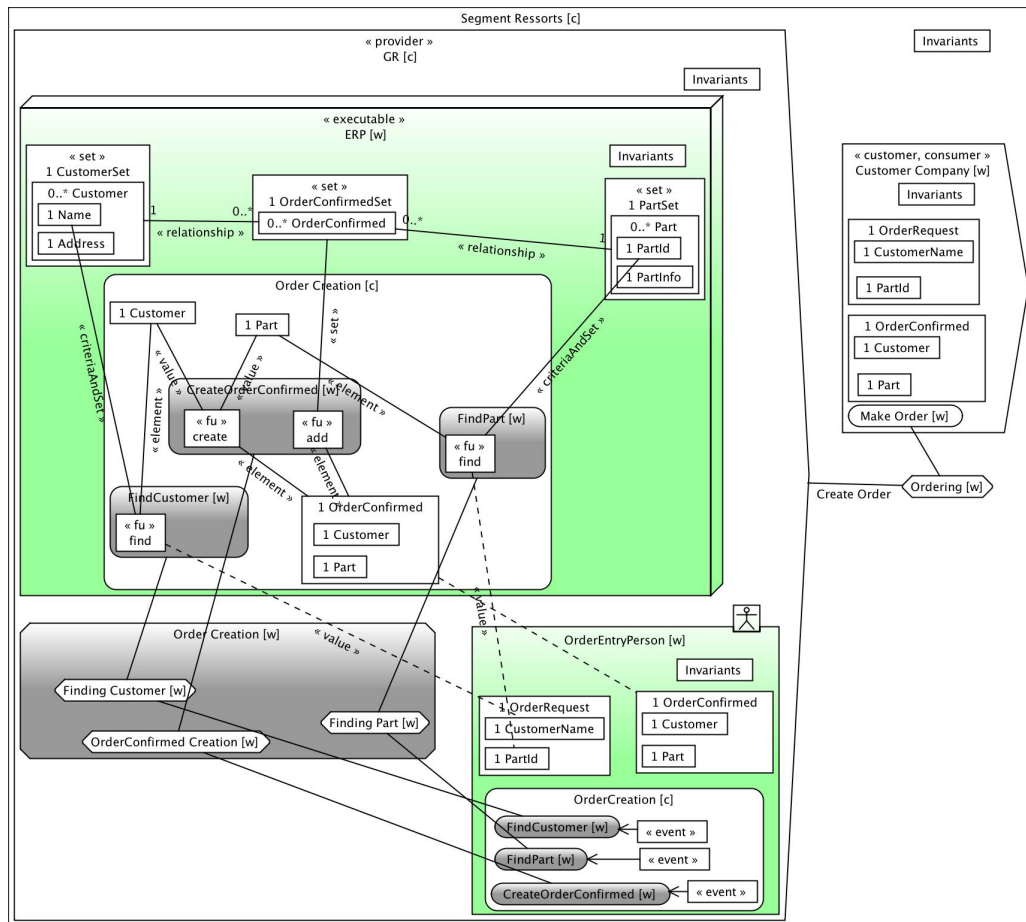 Segment Ressorts [c]
« provider »
GR [c]
Invariants
Invariants
« executable »
ERP [w]
Invariants
« set »
1 CustomerSet
0..* Customer
1 Name
1 Address
1
0..*
« relationship »
« set »
1 OrderConfirmedSet
0..* OrderConfirmed
0..*
1
« relationship »
« set »
1 PartSet
0..* Part
1 PartId
1 PartInfo
Order Creation [c]
1 Customer
1 Part
« set »
« criteriaAndSet »
« criteriaAndSet »
« value »
« value »
« element »
« element »
CreateOrderConfirmed [w]
« fu »
create
« fu »
add
FindPart [w]
« fu »
find
« element »
« element »
FindCustomer [w]
« fu »
find
1 OrderConfirmed
1 Customer
1 Part
« value »
« value »
Order Creation [w]
Finding Customer [w]
Finding Part [w]
OrderConfirmed Creation [w]
OrderEntryPerson [w]
Invariants
1 OrderRequest
1 CustomerName
1 PartId
1 OrderConfirmed
1 Customer
1 Part
OrderCreation [c]
FindCustomer [w]
« event »
FindPart [w]
« event »
CreateOrderConfirmed [w]
« event »
« customer, consumer »
Customer Company [w]
Invariants
1 OrderRequest
1 CustomerName
1 PartId
1 OrderConfirmed
1 Customer
1 Part
Make Order [w]
Create Order
Ordering [w]